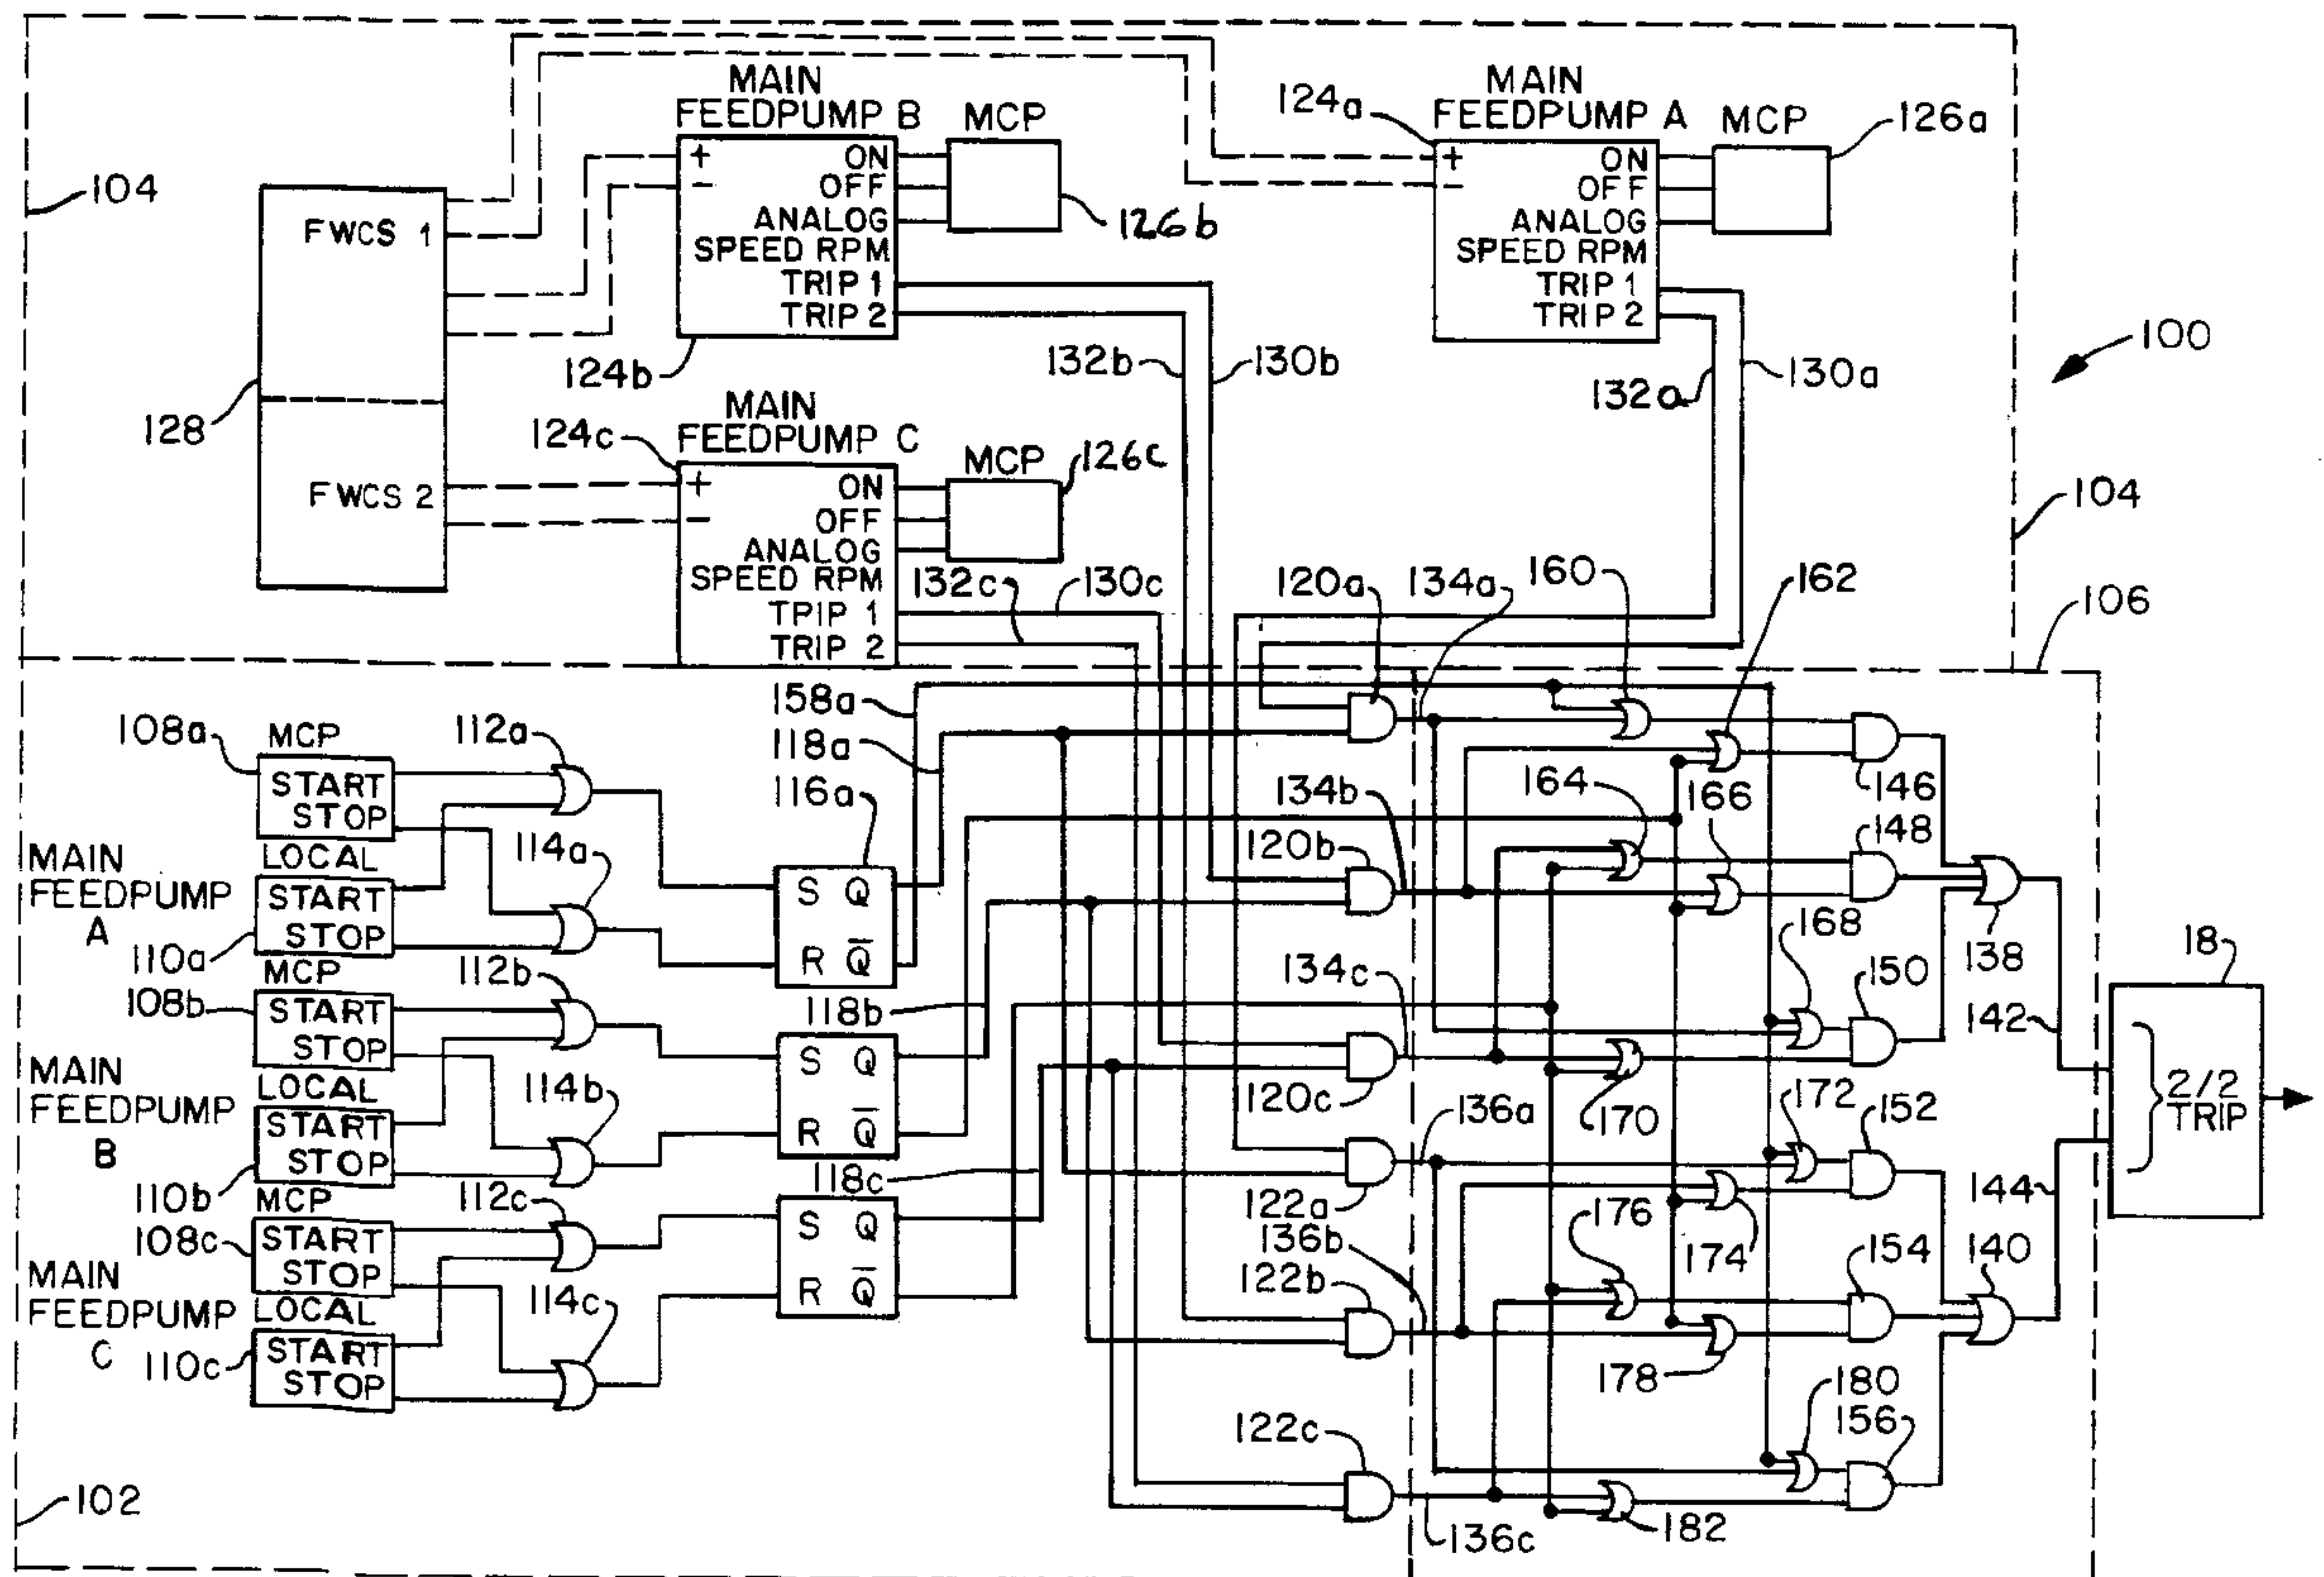 MAIN
FEEDPUMP B
MCP
MAIN
FEEDPUMP A
MCP
124a
126a
104
FWCS 1
+
-
ON
OFF
ANALOG
SPEED RPM
TRIP 1
TRIP 2
126b
+
-
ON
OFF
ANALOG
SPEED RPM
TRIP 1
TRIP 2
100
124b
132b
130b
132a
130a
128
MAIN
FEEDPUMP C
124c
MCP
126c
104
FWCS 2
+
-
ON
OFF
ANALOG
SPEED RPM
TPIP 1
TRIP 2
132c
130c
120a
134a
160
162
106
158a
118a
116a
108a
MCP
START
STOP
112a
MAIN
FEEDPUMP
A
LOCAL
START
STOP
110a
114a
S Q
R Q̅
134b
120b
164
166
146
148
138
168
150
142
18
2/2
TRIP
MCP
108b
START
STOP
112b
118b
134c
120c
170
MAIN
FEEDPUMP
B
LOCAL
START
STOP
110b
114b
S Q
R Q̅
118c
136a
122a
172
152
144
174
176
MCP
108c
START
STOP
112c
136b
122b
154
140
MAIN
FEEDPUMP
C
LOCAL
START
STOP
110c
114c
S Q
R Q̅
178
180
156
122c
136c
182
102